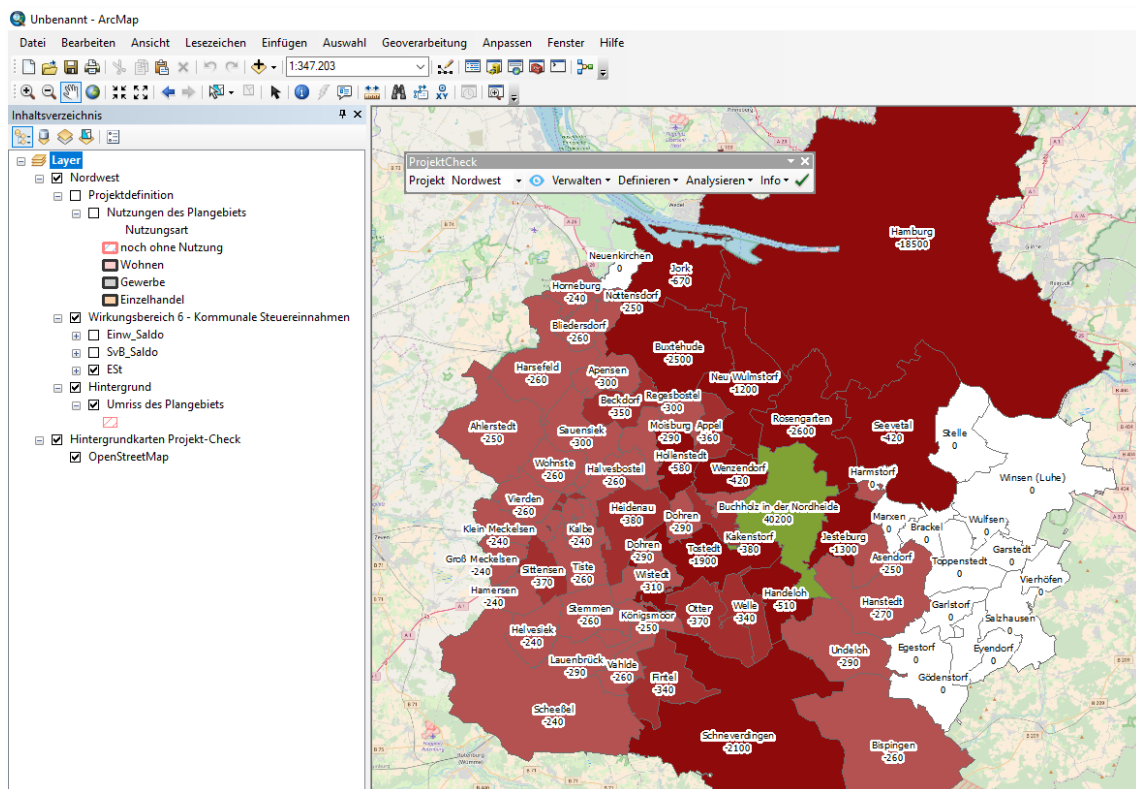 Unbenannt - ArcMap
Datei Bearbeiten Ansicht Lesezeichen Einfügen Auswahl Geoverarbeitung Anpassen Fenster Hilfe
1:347.203
Inhaltsverzeichnis
Layer
Nordwest
Projektdefinition
Nutzungen des Plangebiets
Nutzungsart
noch ohne Nutzung
Wohnen
Gewerbe
Einzelhandel
Wirkungsbereich 6 - Kommunale Steuereinnahmen
Einw_Saldo
SvB_Saldo
ESt
Hintergrund
Umriss des Plangebiets
Hintergrundkarten Projekt-Check
OpenStreetMap
ProjektCheck
Projekt Nordwest Verwalten Definieren Analysieren Info
Hamburg
-18500
Neuenkirchen
0
Jork
-670
Horneburg
-240
Nottensdorf
-250
Bliedersdorf
-260
Buxtehude
-2500
Harsefeld
-260
Apensen
-300
Neu Wulmstorf
-1200
Beckdorf
-350
Regesbostel
-300
Ahlerstedt
-250
Sauensiek
-300
Moisburg
-290
Appel
-360
Rosengarten
-2600
Seevetal
-420
Stelle
0
Hollenstedt
-580
Wohnste
-260
Halvesbostel
-260
Wenzendorf
-420
Harmstorf
0
Winsen (Luhe)
0
Vierden
-260
Heidenau
-380
Dohren
-290
Buchholz in der Nordheide
40200
Marxen
0
Brackel
0
Wulfsen
0
Klein Meckelsen
-240
Kalbe
-240
Kakenstorf
-380
Jesteburg
-1300
Dohren
-290
Tostedt
-1900
Garstedt
0
Groß Meckelsen
-240
Sittensen
-370
Tiste
-260
Asendorf
-250
Toppenstedt
0
Wistedt
-310
Vierhöfen
0
Hamersen
-240
Handeloh
-510
Stemmen
-260
Königsmoor
-250
Otter
-370
Welle
-340
Hanstedt
-270
Garlstorf
0
Salzhausen
0
Helvesiek
-240
Undeloh
-290
Egestorf
0
Eyendorf
0
Lauenbrück
-290
Vahlde
-260
Fintel
-340
Gödenstorf
0
Scheeßel
-240
Schneverdingen
-2100
Bispingen
-260